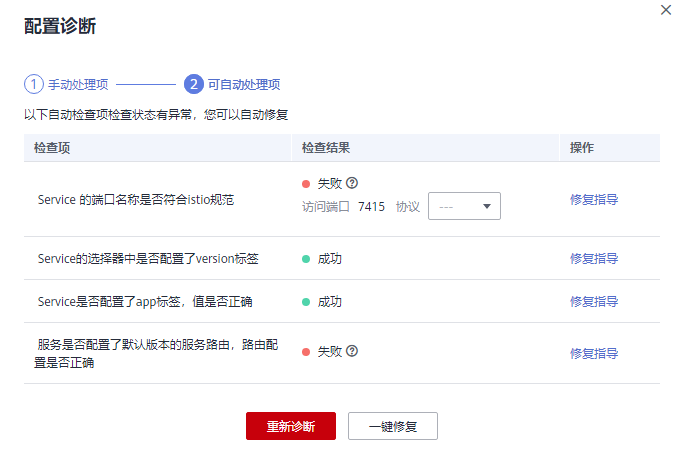 配置诊断
1 手动处理项 2 可自动处理项
以下自动检查项检查状态有异常，您可以自动修复
检查项 检查结果 操作
Service 的端口名称是否符合istio规范 失败 ? 修复指导
访问端口 7415 协议 ---
Service的选择器中是否配置了version标签 成功 修复指导
Service是否配置了app标签，值是否正确 成功 修复指导
服务是否配置了默认版本的服务路由，路由配 失败 ? 修复指导
置是否正确
重新诊断 一键修复